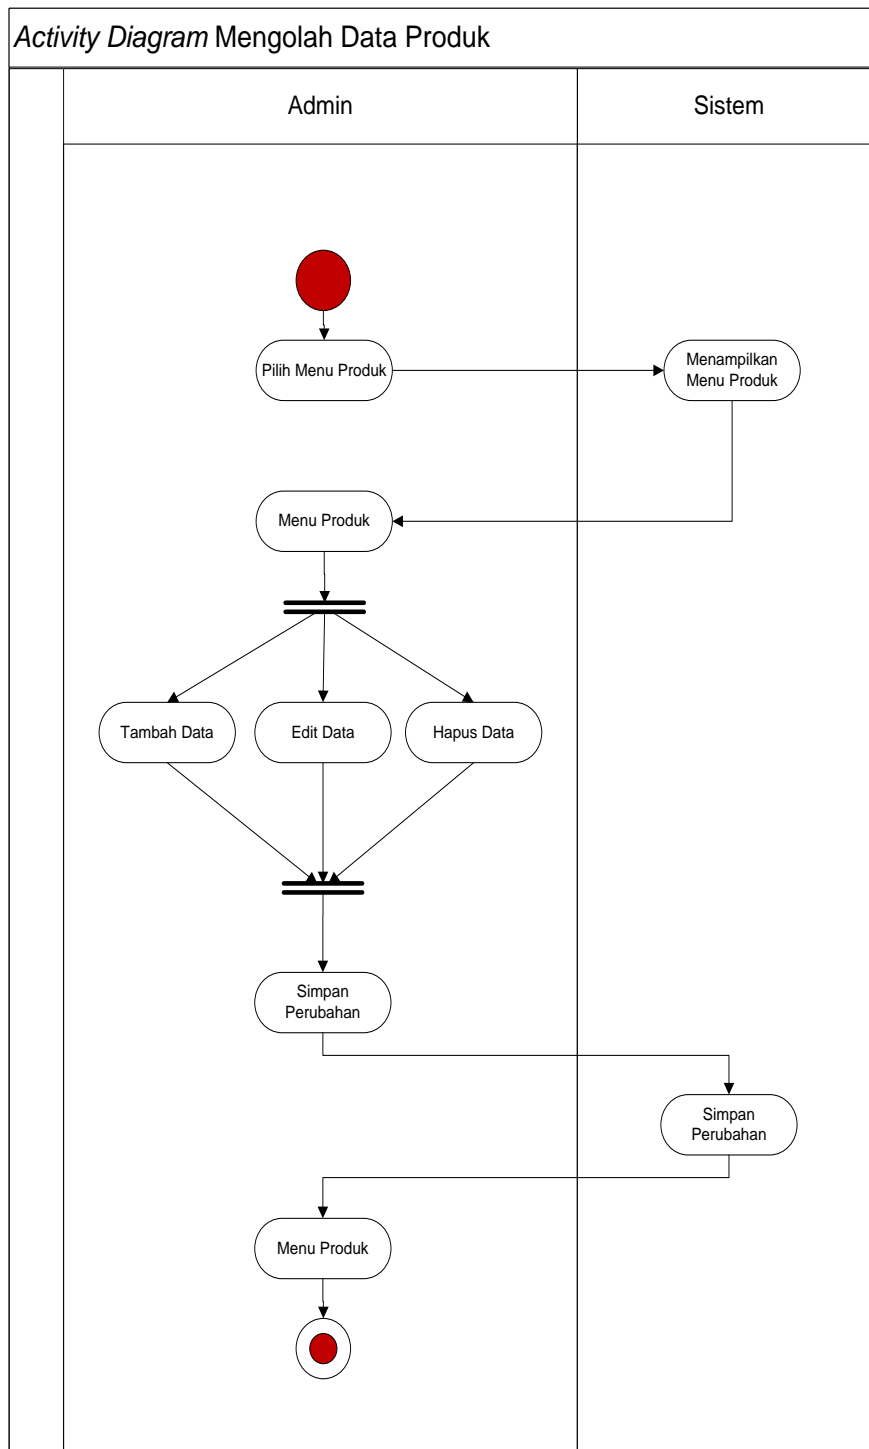 Activity Diagram Mengolah Data Produk
Admin
Sistem
Pilih Menu Produk
Menampilkan
Menu Produk
Menu Produk
Tambah Data
Edit Data
Hapus Data
Simpan
Perubahan
Simpan
Perubahan
Menu Produk